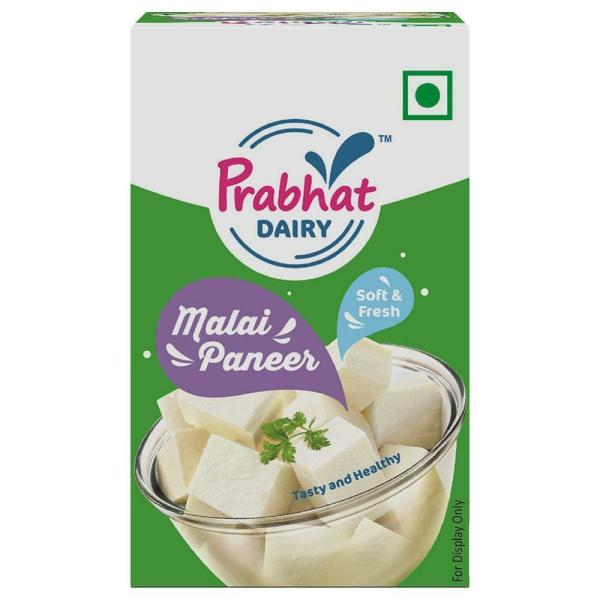 Prabhat
DAIRY
TM
Malai
Paneer
Soft &
Fresh
Tasty and Healthy
For Display Only